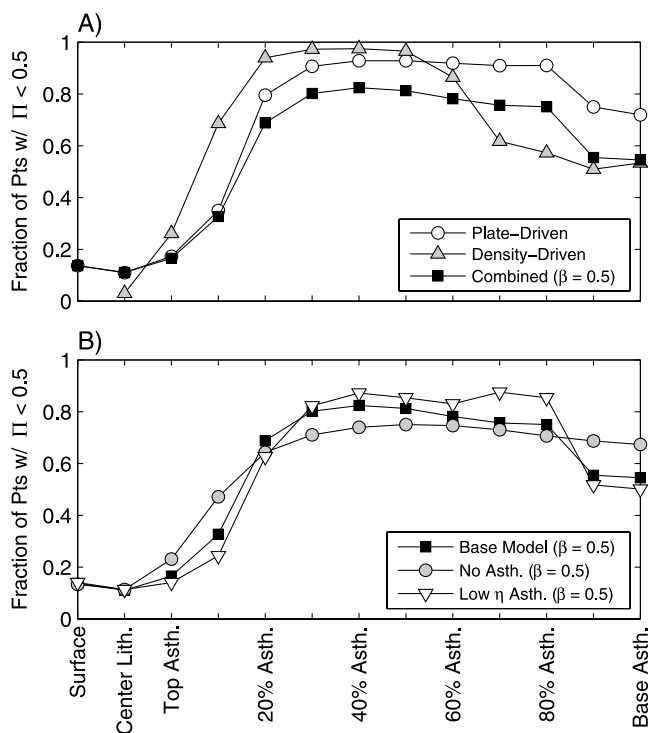 A)
Fraction of Pts w/ Π < 0.5
1
0.8
0.6
0.4
0.2
0
Plate-Driven
Density-Driven
Combined (β = 0.5)
B)
Fraction of Pts w/ Π < 0.5
1
0.8
0.6
0.4
0.2
0
Base Model (β = 0.5)
No Asth. (β = 0.5)
Low η Asth. (β = 0.5)
Surface
Center Lith.
Top Asth.
20% Asth.
40% Asth.
60% Asth.
80% Asth.
Base Asth.